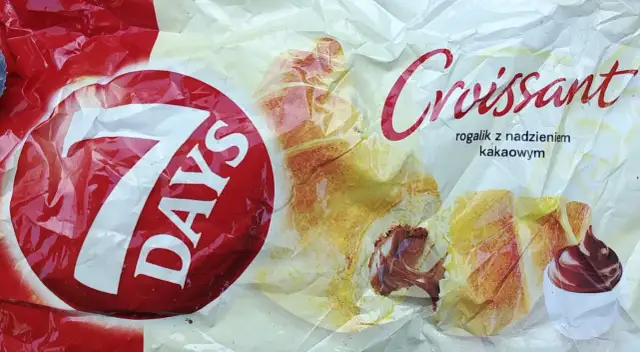 7
DAYS
Croissant
rogalik z nadzieniem
kakaowym